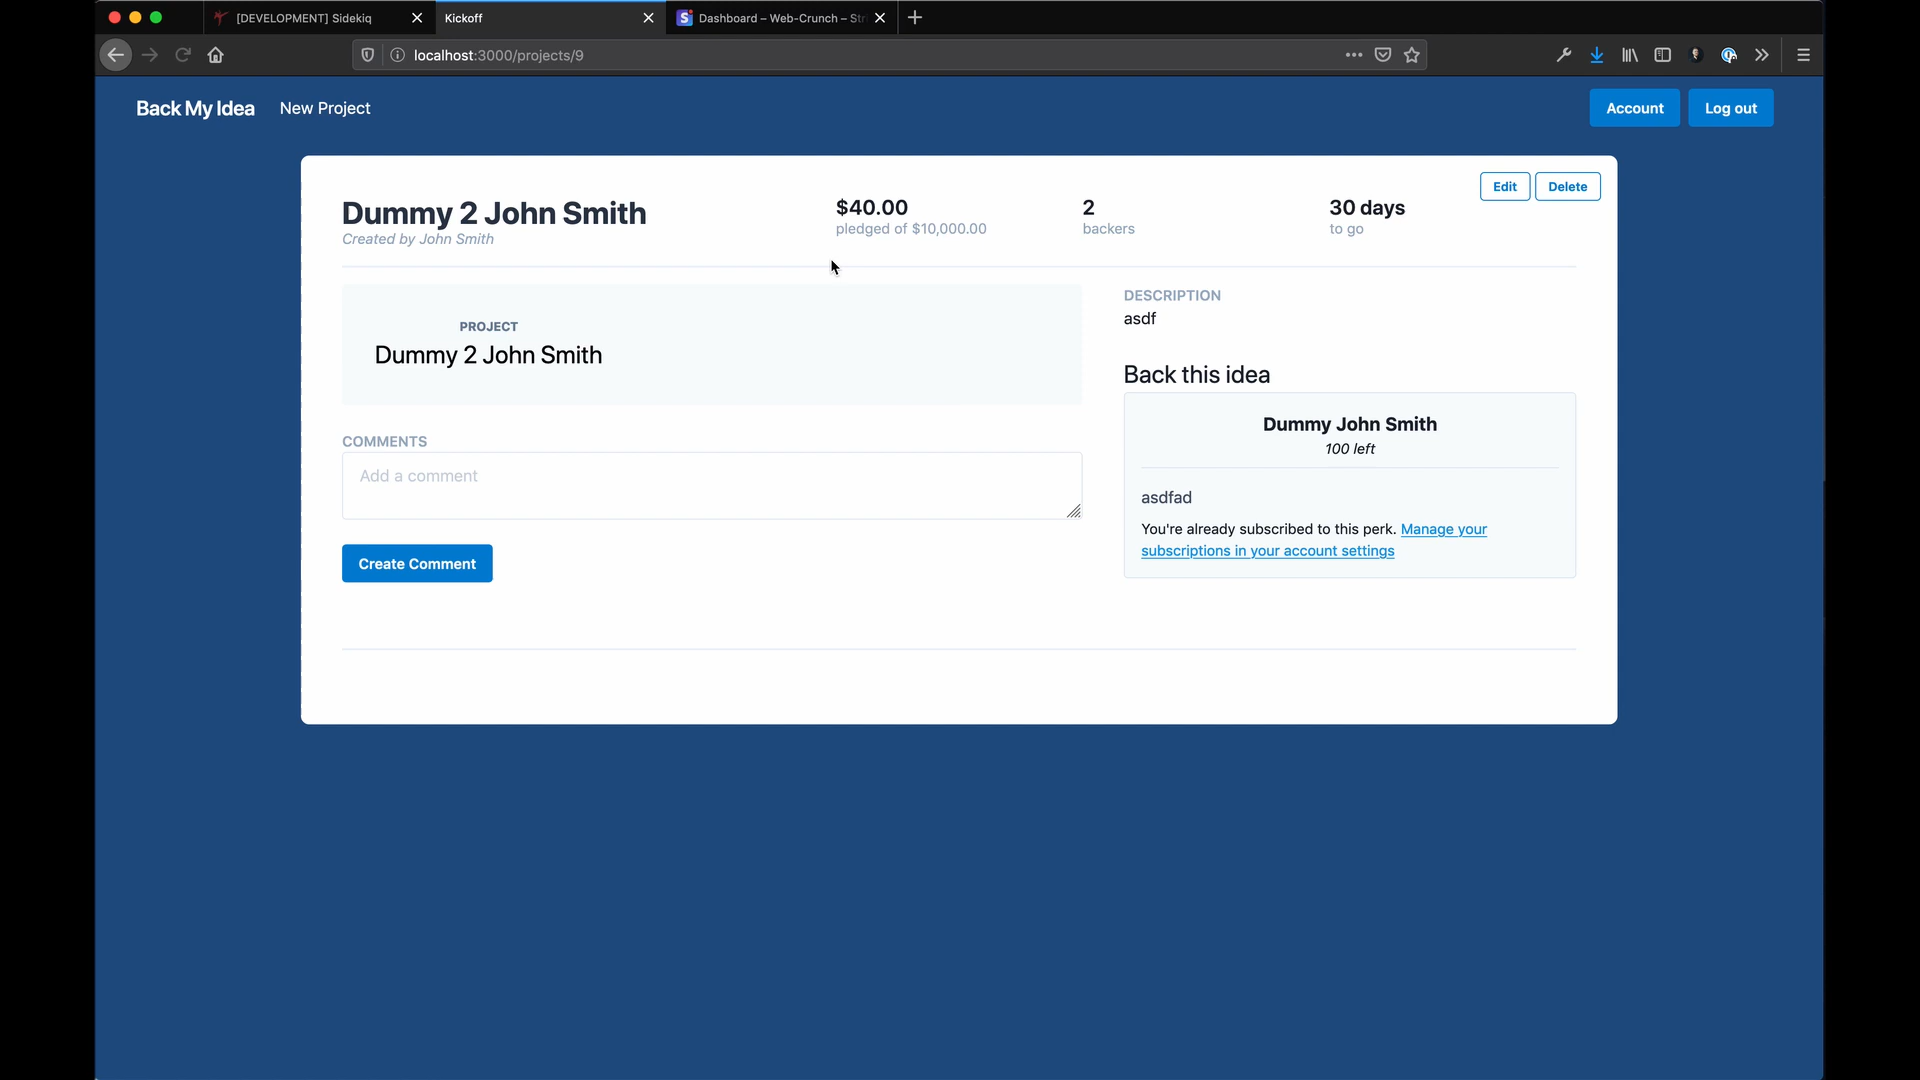 [DEVELOPMENT] Sidekiq
Kickoff
Dashboard – Web-Crunch – Str
localhost:3000/projects/9
Back My Idea
New Project
Account
Log out
Edit
Delete
Dummy 2 John Smith
Created by John Smith
$40.00
pledged of $10,000.00
2
backers
30 days
to go
PROJECT
Dummy 2 John Smith
COMMENTS
Add a comment
Create Comment
DESCRIPTION
asdf
Back this idea
Dummy John Smith
100 left
asdfad
You're already subscribed to this perk. Manage your
subscriptions in your account settings